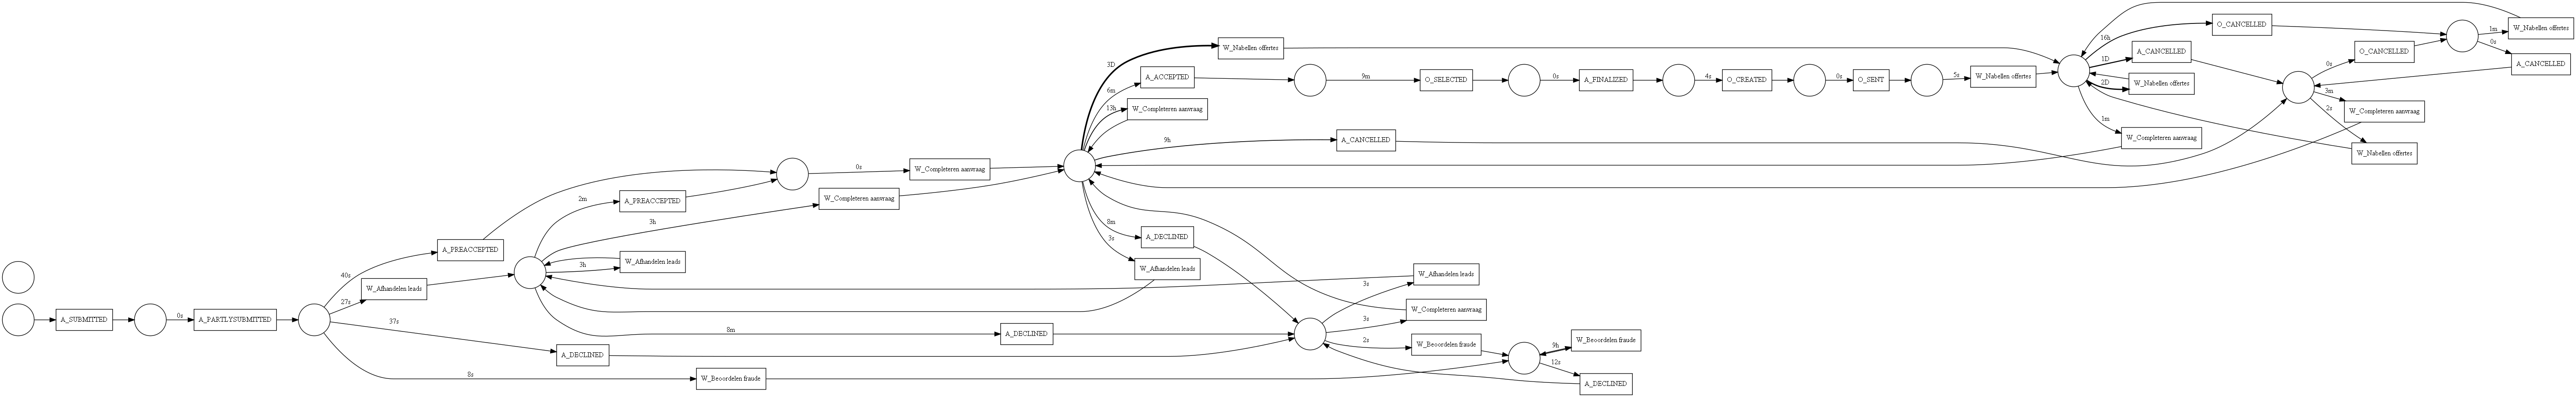 A_SUBMITTED
0s
A_PARTLYSUBMITTED
40s
A_PREACCEPTED
27s
W_Afhandelen leads
37s
A_DECLINED
8s
W_Beoordelen fraude
2m
A_PREACCEPTED
3h
W_Completeren aanvraag
3h
W_Afhandelen leads
8m
A_DECLINED
0s
W_Completeren aanvraag
3D
W_Nabellen offertes
6m
A_ACCEPTED
13h
W_Completeren aanvraag
9h
A_CANCELLED
8m
A_DECLINED
3s
W_Afhandelen leads
9m
O_SELECTED
0s
A_FINALIZED
4s
O_CREATED
0s
O_SENT
5s
W_Nabellen offertes
3s
W_Afhandelen leads
3s
W_Completeren aanvraag
2s
W_Beoordelen fraude
9h
W_Beoordelen fraude
12s
A_DECLINED
16h
O_CANCELLED
1D
A_CANCELLED
2D
W_Nabellen offertes
1m
W_Completeren aanvraag
0s
O_CANCELLED
3m
W_Completeren aanvraag
2s
W_Nabellen offertes
1m
W_Nabellen offertes
0s
A_CANCELLED